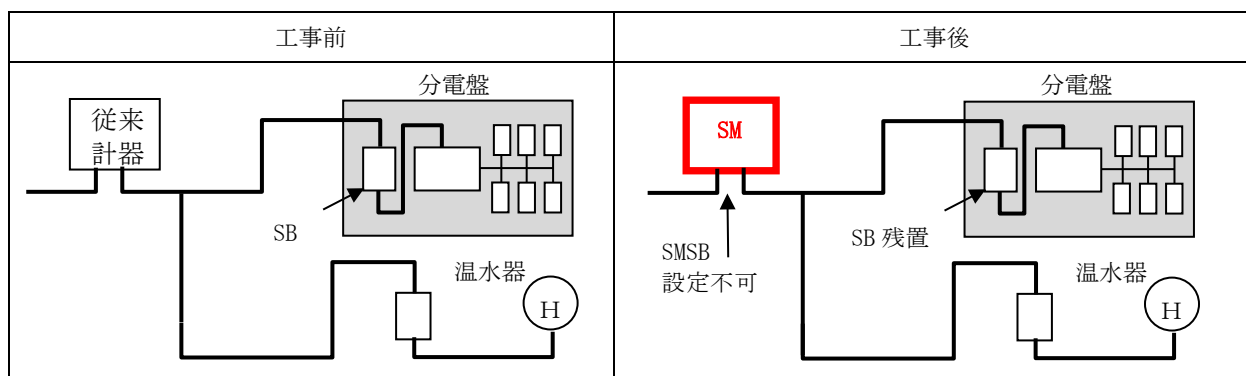 工事前
工事後
分電盤
従来
計器
SB
温水器
H
分電盤
SM
SMSB
設定不可
SB 残置
温水器
H